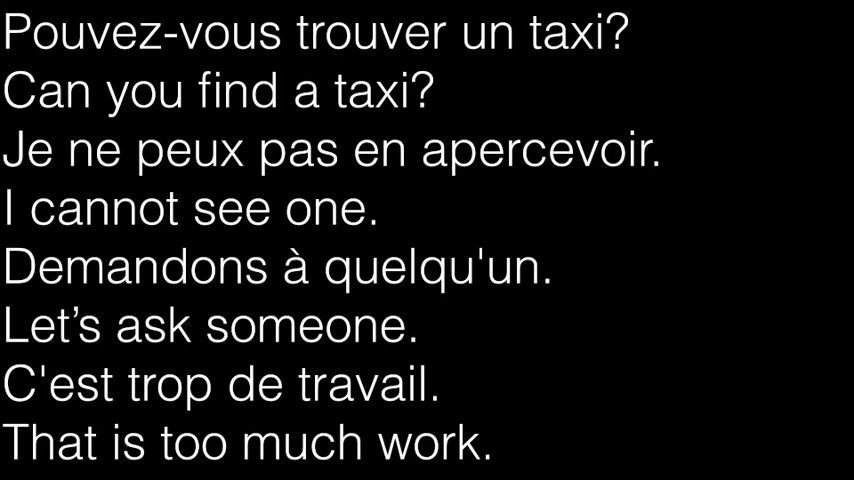 Pouvez-vous trouver un taxi?
Can you find a taxi?
Je ne peux pas en apercevoir.
I cannot see one.
Demandons à quelqu'un.
Let’s ask someone.
C'est trop de travail.
That is too much work.